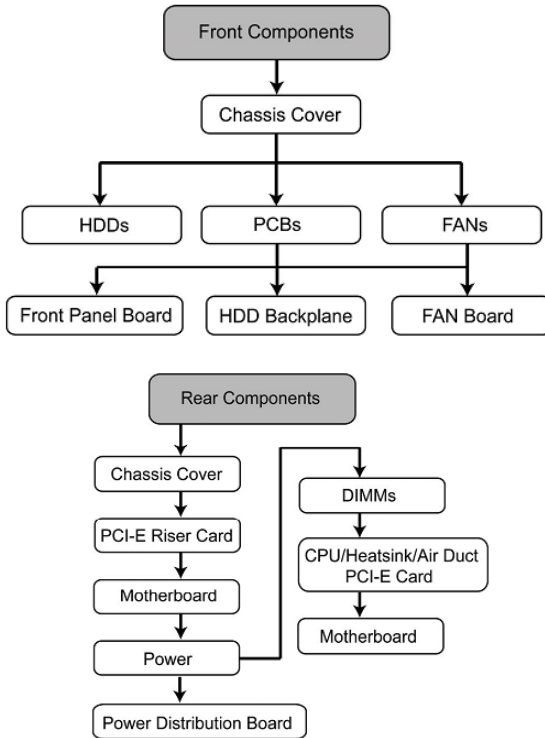 Front Components
Chassis Cover
HDDs
PCBs
FANs
Front Panel Board
HDD Backplane
FAN Board
Rear Components
Chassis Cover
PCI-E Riser Card
Motherboard
Power
Power Distribution Board
DIMMs
CPU/Heatsink/Air Duct
PCI-E Card
Motherboard